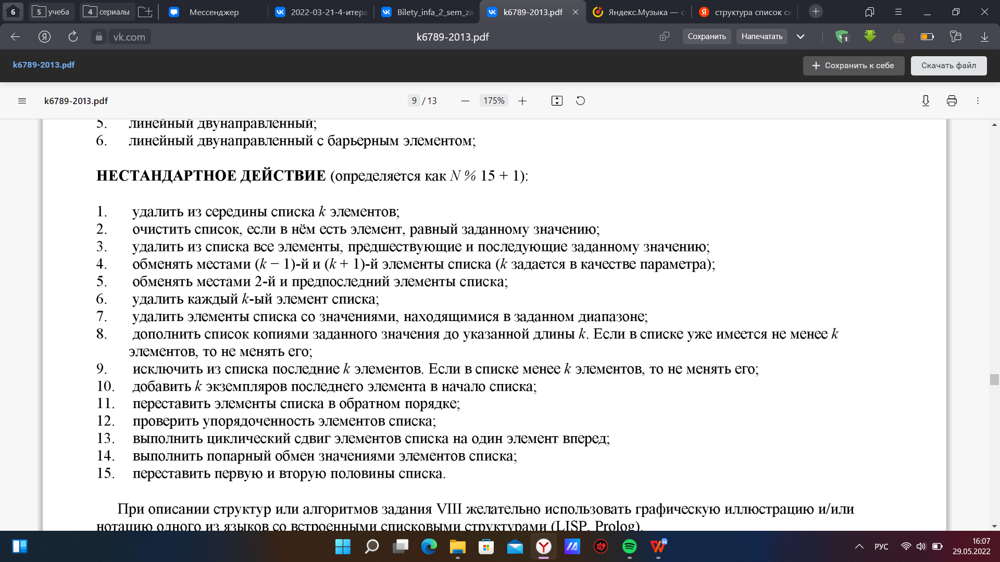 6
5 учеба
4 сериалы
Мессенджер
2022-03-21-4-итера
Bilety_infa_2_sem_za
k6789-2013.pdf
Яндекс.Музыка — с
структура список си
vk.com
k6789-2013.pdf
Сохранить
Напечатать
1
k6789-2013.pdf
Сохранить к себе
Скачать файл
k6789-2013.pdf
9 / 13
175%
5. линейный двунаправленный;
6. линейный двунаправленный с барьерным элементом;
НЕСТАНДАРТНОЕ ДЕЙСТВИЕ (определяется как N % 15 + 1):
1. удалить из середины списка k элементов;
2. очистить список, если в нём есть элемент, равный заданному значению;
3. удалить из списка все элементы, предшествующие и последующие заданному значению;
4. обменять местами (k − 1)-й и (k + 1)-й элементы списка (k задается в качестве параметра);
5. обменять местами 2-й и предпоследний элементы списка;
6. удалить каждый k-ый элемент списка;
7. удалить элементы списка со значениями, находящимися в заданном диапазоне;
8. дополнить список копиями заданного значения до указанной длины k. Если в списке уже имеется не менее k
элементов, то не менять его;
9. исключить из списка последние k элементов. Если в списке менее k элементов, то не менять его;
10. добавить k экземпляров последнего элемента в начало списка;
11. переставить элементы списка в обратном порядке;
12. проверить упорядоченность элементов списка;
13. выполнить циклический сдвиг элементов списка на один элемент вперед;
14. выполнить попарный обмен значениями элементов списка;
15. переставить первую и вторую половины списка.
При описании структур или алгоритмов задания VIII желательно использовать графическую иллюстрацию и/или
нотацию одного из языков со встроенными списковыми структурами (LISP, Prolog).
РУС
16:07
29.05.2022